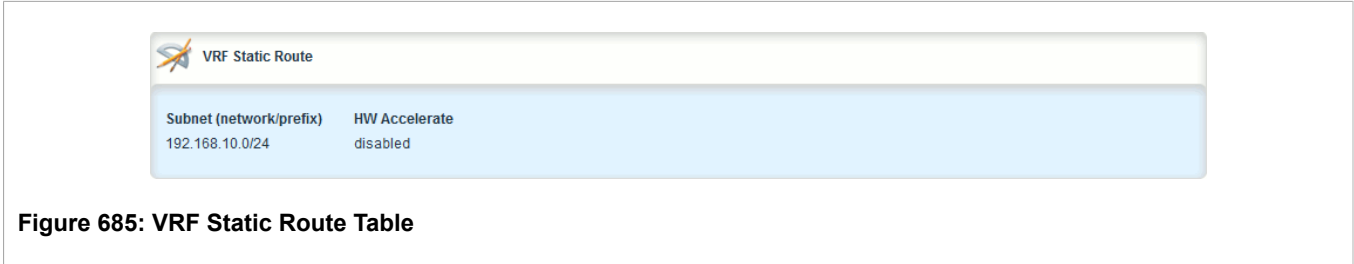 VRF Static Route
Subnet (network/prefix) HW Accelerate
192.168.10.0/24 disabled
Figure 685: VRF Static Route Table